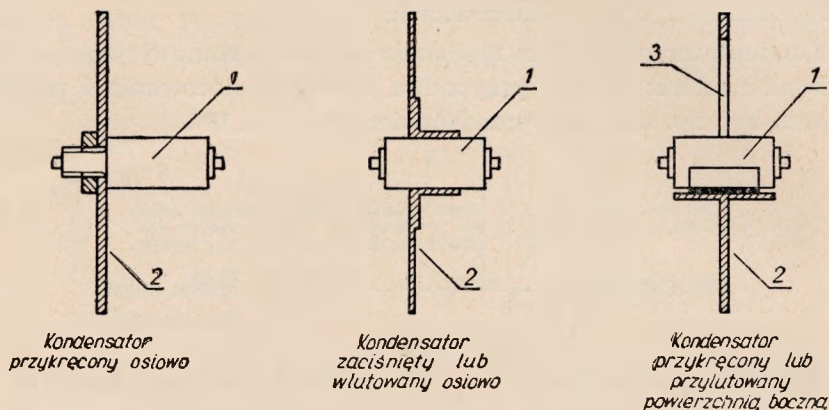 1
2
Kondensator
przykręcony osiowo
1
2
Kondensator
zaciśnięty lub
wlutowany osiowo
3
1
2
Kondensator
przykręcony lub
przylutowany
powierzchnią boczną